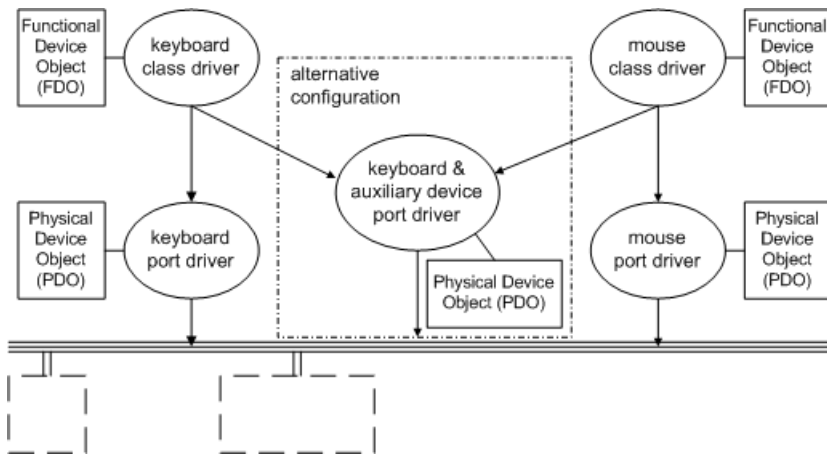 Functional
Device
Object
(FDO)
keyboard
class driver
alternative
configuration
mouse
class driver
Functional
Device
Object
(FDO)
Physical
Device
Object
(PDO)
keyboard
port driver
keyboard &
auxiliary device
port driver
Physical Device
Object (PDO)
mouse
port driver
Physical
Device
Object
(PDO)